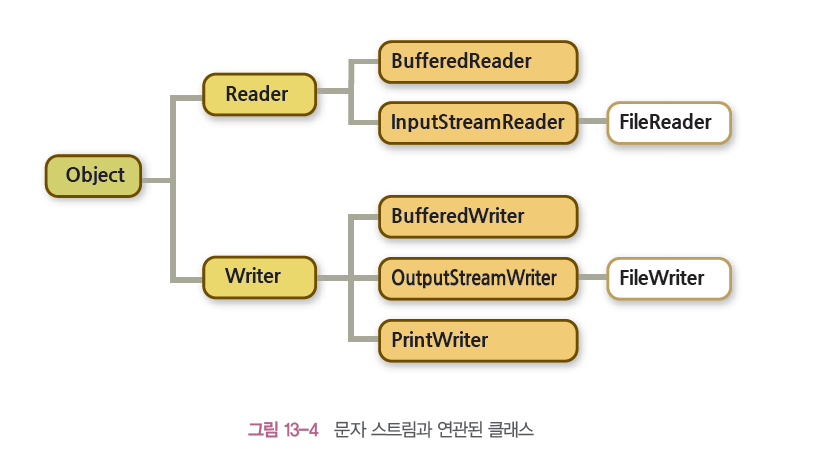 Object
Reader
BufferedReader
InputStreamReader
FileReader
Writer
BufferedWriter
OutputStreamWriter
FileWriter
PrintWriter
그림 13-4 문자 스트림과 연관된 클래스